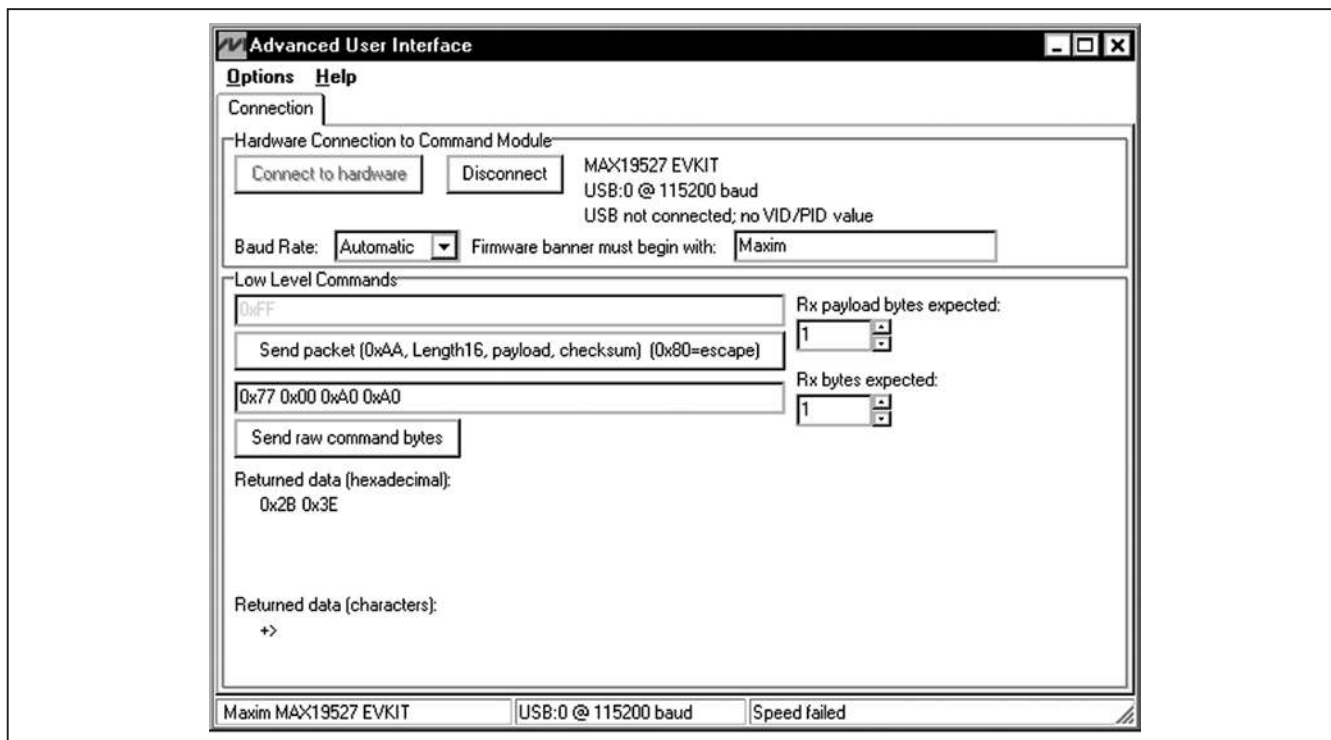 Advanced User Interface
Options Help
Connection
Hardware Connection to Command Module
Connect to hardware Disconnect MAX19527 EVKIT
USB:0 @ 115200 baud
USB not connected; no VID/PID value
Baud Rate: Automatic Firmware banner must begin with: Maxim
Low Level Commands
0xFF Rx payload bytes expected:
1
Send packet (0xAA, Length16, payload, checksum) (0x80=escape)
Rx bytes expected:
0x77 0x00 0xA0 0xA0 1
Send raw command bytes
Returned data (hexadecimal):
0x2B 0x3E
Returned data (characters):
+>
Maxim MAX19527 EVKIT USB:0 @ 115200 baud Speed failed